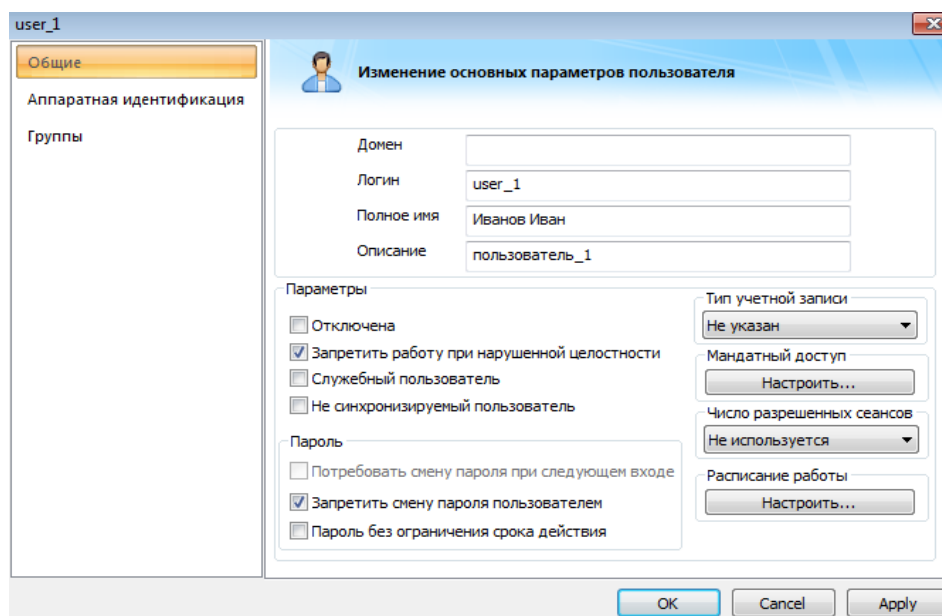 user_1
Общие
Аппаратная идентификация
Группы
Изменение основных параметров пользователя
Домен
Логин user_1
Полное имя Иванов Иван
Описание пользователь_1
Параметры
Отключена
Запретить работу при нарушенной целостности
Служебный пользователь
Не синхронизируемый пользователь
Пароль
Потребовать смену пароля при следующем входе
Запретить смену пароля пользователем
Пароль без ограничения срока действия
Тип учетной записи
Не указан
Мандатный доступ
Настроить...
Число разрешенных сеансов
Не используется
Расписание работы
Настроить...
OK Cancel Apply